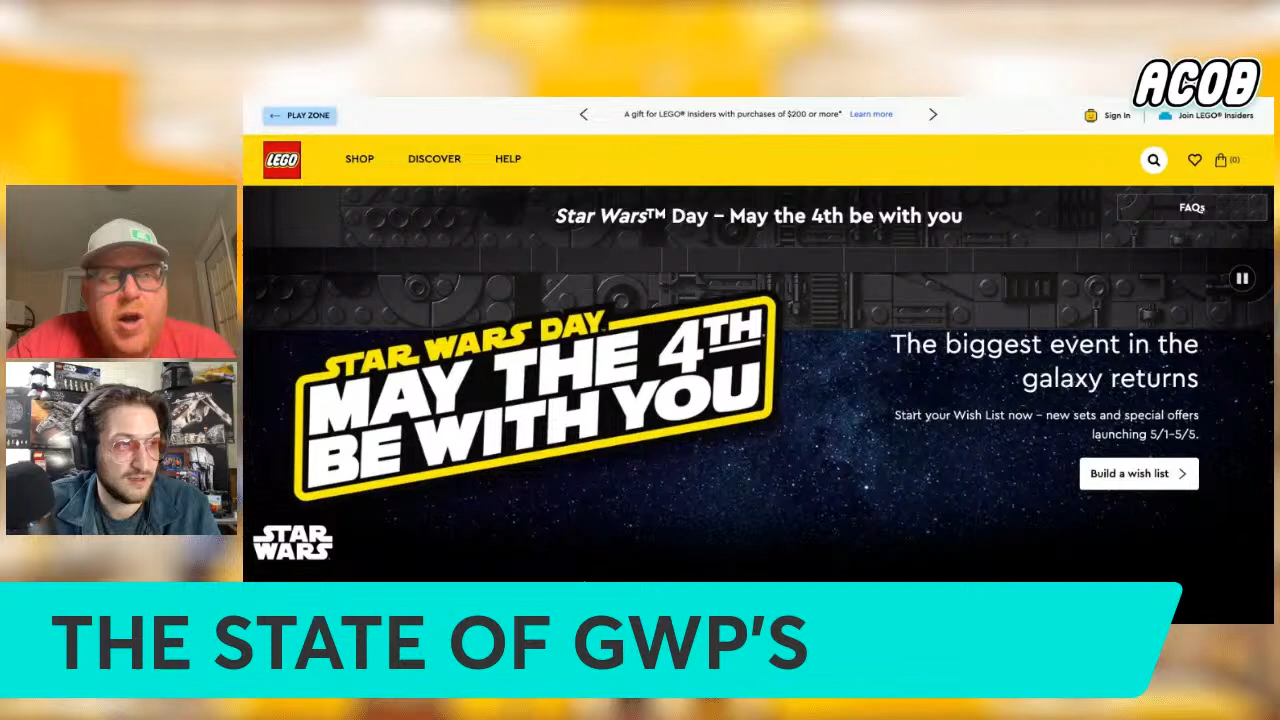 ACOB
← PLAY ZONE
A gift for LEGO® Insiders with purchases of $200 or more* Learn more
Sign In
Join LEGO® Insiders
LEGO
SHOP DISCOVER HELP
(0)
Star Wars™ Day – May the 4th be with you
FAQs
STAR WARS DAY
MAY THE 4TH
BE WITH YOU
The biggest event in the
galaxy returns
Start your Wish List now – new sets and special offers
launching 5/1-5/5.
Build a wish list
STAR
WARS
THE STATE OF GWP'S